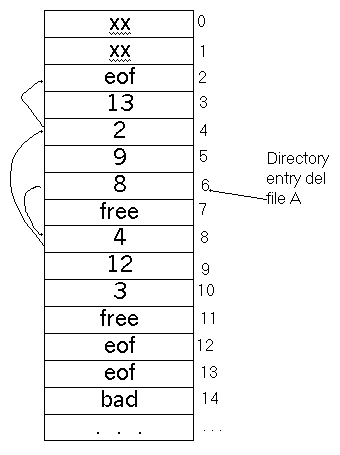 xx 0
xx 1
eof 2
13 3
2 4
9 5
8 6
free 7
4 8
12 9
3 10
free 11
eof 12
eof 13
bad 14
. . . ...
Directory
entry del
file A